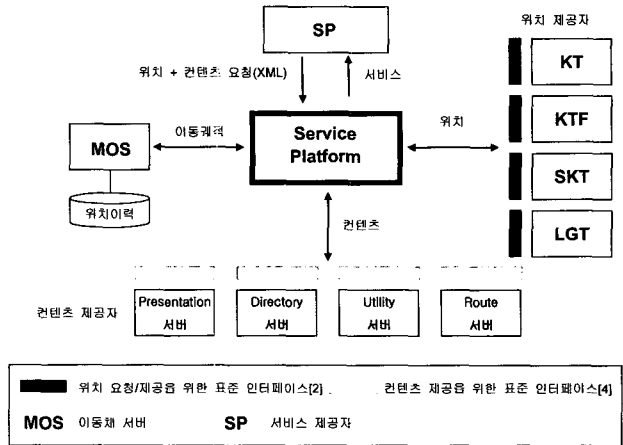 위치 제공자
SP
KT
위치 + 컨텐츠 요청(XML)
서비스
KTF
MOS
이동궤적
Service
Platform
위치
SKT
위치이력
LGT
컨텐츠
컨텐츠 제공자
Presentation
서버
Directory
서버
Utility
서버
Route
서버
위치 요청/제공을 위한 표준 인터페이스[2]
컨텐츠 제공을 위한 표준 인터페이스[4]
MOS 이동체 서버
SP 서비스 제공자